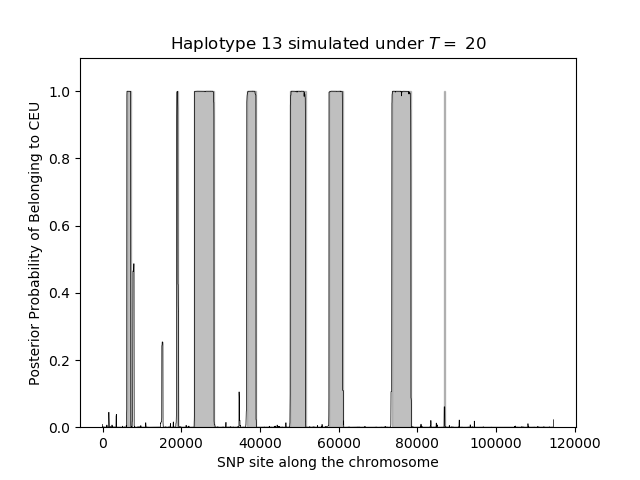 Haplotype 13 simulated under T = 20
Posterior Probability of Belonging to CEU
1.0
0.8
0.6
0.4
0.2
0.0
0 20000 40000 60000 80000 100000 120000
SNP site along the chromosome